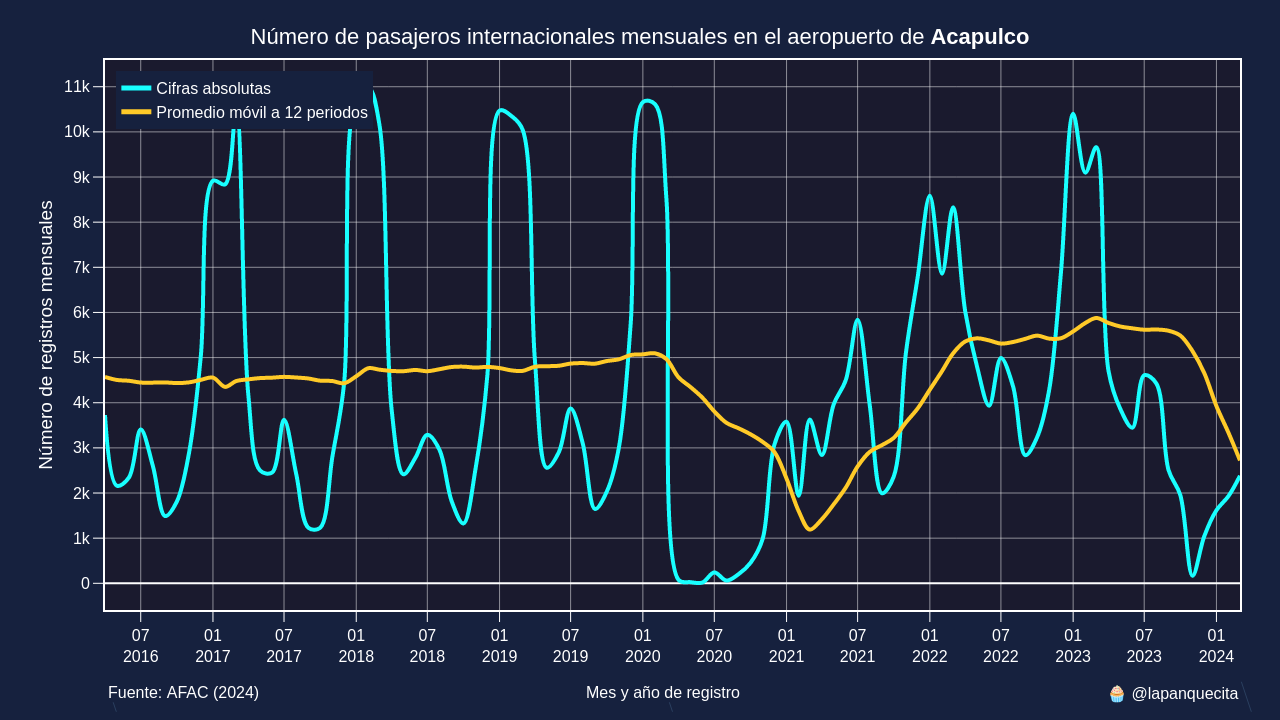 Número de pasajeros internacionales mensuales en el aeropuerto de Acapulco
Cifras absolutas
Promedio móvil a 12 periodos
Número de registros mensuales
11k
10k
9k
8k
7k
6k
5k
4k
3k
2k
1k
0
07 01 07 01 07 01 07 01 07 01 07 01 07 01 07 01
2016 2017 2017 2018 2018 2019 2019 2020 2020 2021 2021 2022 2022 2023 2023 2024
Fuente: AFAC (2024) Mes y año de registro 🧁 @lapanquecita